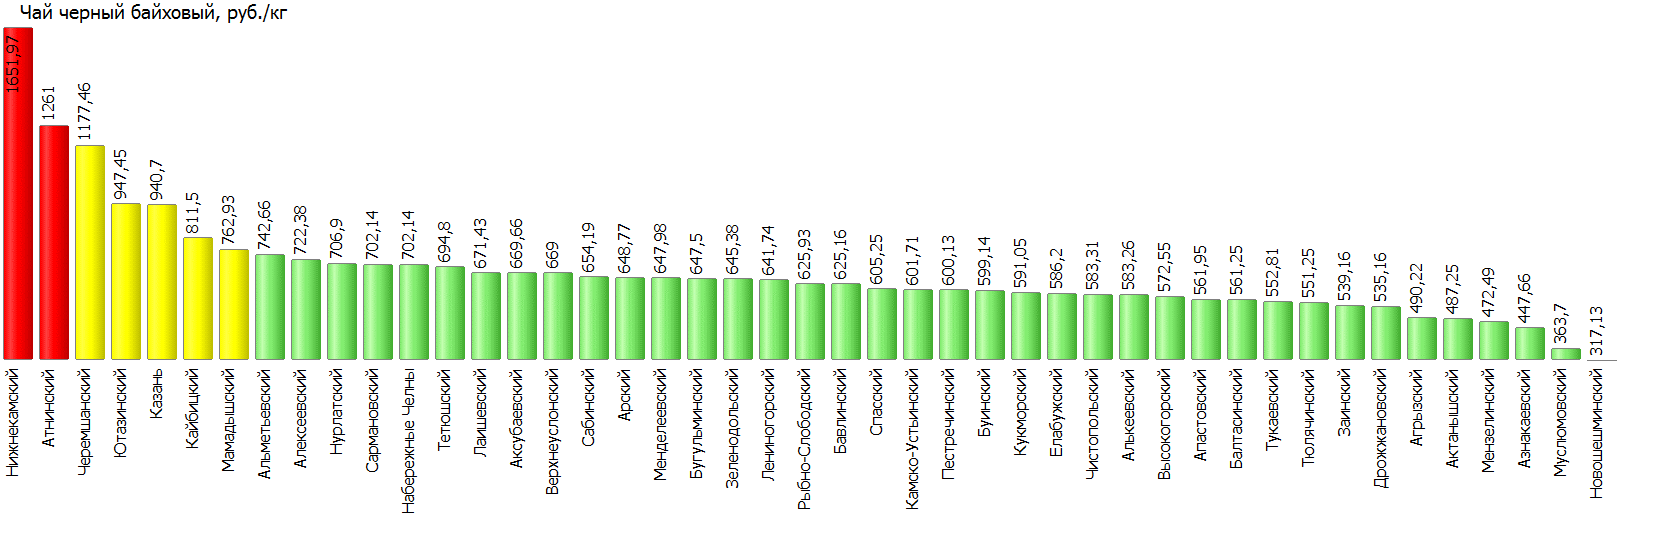 Чай черный байховый, руб./кг
1651,97
1261
1177,46
947,45
940,7
811,5
762,93
742,66
722,38
706,9
702,14
702,14
694,8
671,43
669,66
669
654,19
648,77
647,98
647,5
645,38
641,74
625,93
625,16
605,25
601,71
600,13
599,14
591,05
586,2
583,31
583,26
572,55
561,95
561,25
552,81
551,25
539,16
535,16
490,22
487,25
472,49
447,66
363,7
317,13
Нижнекамский
Атнинский
Черемшанский
Ютазинский
Казань
Кайбицкий
Мамадышский
Альметьевский
Алексеевский
Нурлатский
Сармановский
Набережные Челны
Тетюшский
Лаишевский
Аксубаевский
Верхнеуслонский
Сабинский
Арский
Менделеевский
Бугульминский
Зеленодольский
Лениногорский
Рыбно-Слободский
Бавлинский
Спасский
Камско-Устьинский
Пестречинский
Буинский
Кукморский
Елабужский
Чистопольский
Алькеевский
Высокогорский
Апастовский
Балтасинский
Тукаевский
Тюлячинский
Заинский
Дрожжановский
Агрызский
Актанышский
Мензелинский
Азнакаевский
Муслюмовский
Новошешминский